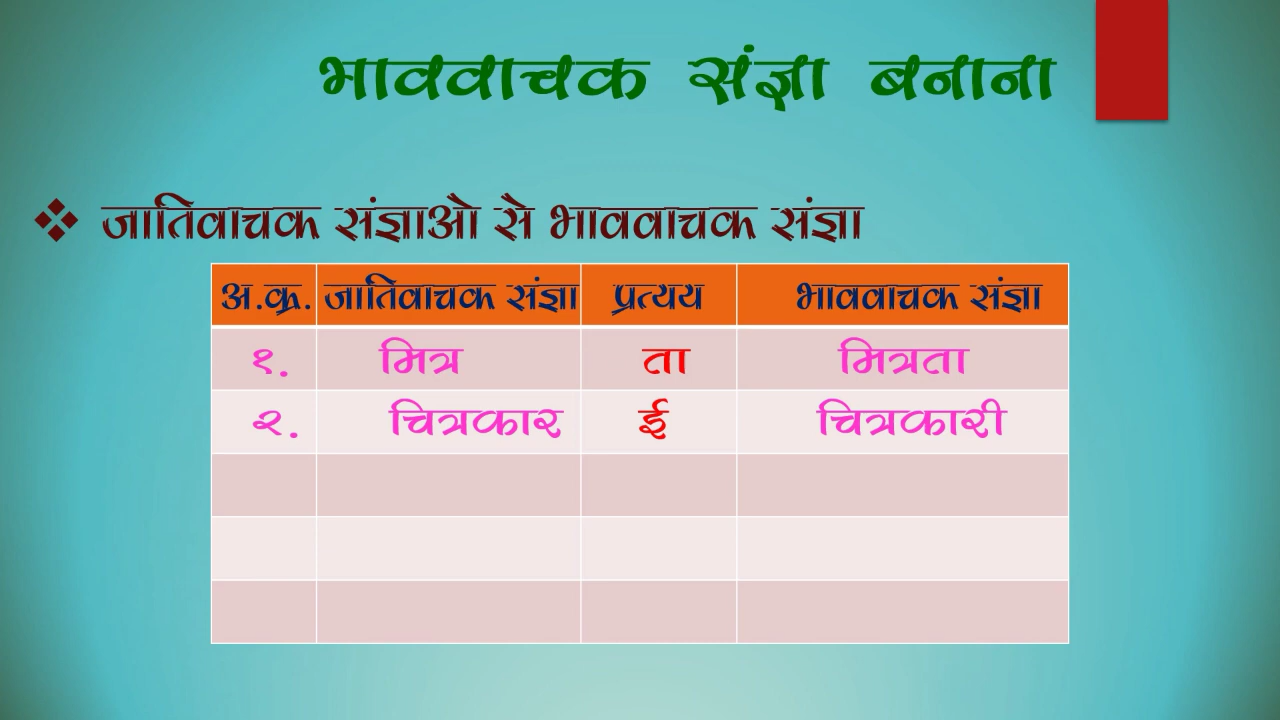 भाववाचक संज्ञा बनाना
❖ जातिवाचक संज्ञाओ से भाववाचक संज्ञा
अ.क्र. जातिवाचक संज्ञा प्रत्यय भाववाचक संज्ञा
१. मित्र ता मित्रता
२. चित्रकार ई चित्रकारी